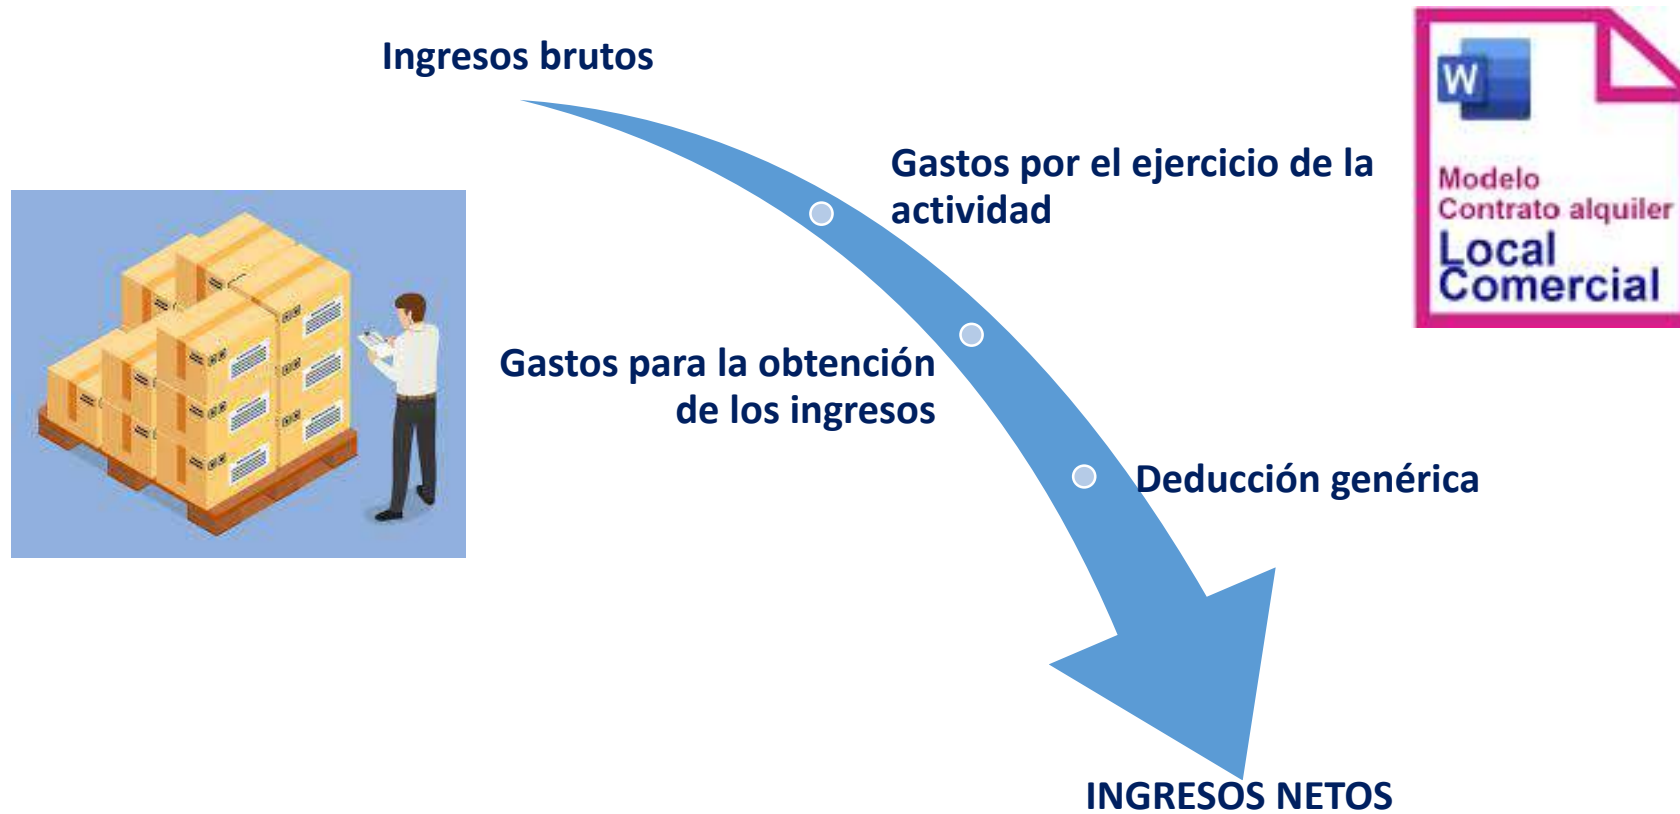 Ingresos brutos
Gastos por el ejercicio de la
actividad
W
Modelo
Contrato alquiler
Local
Comercial
Gastos para la obtención
de los ingresos
Deducción genérica
INGRESOS NETOS